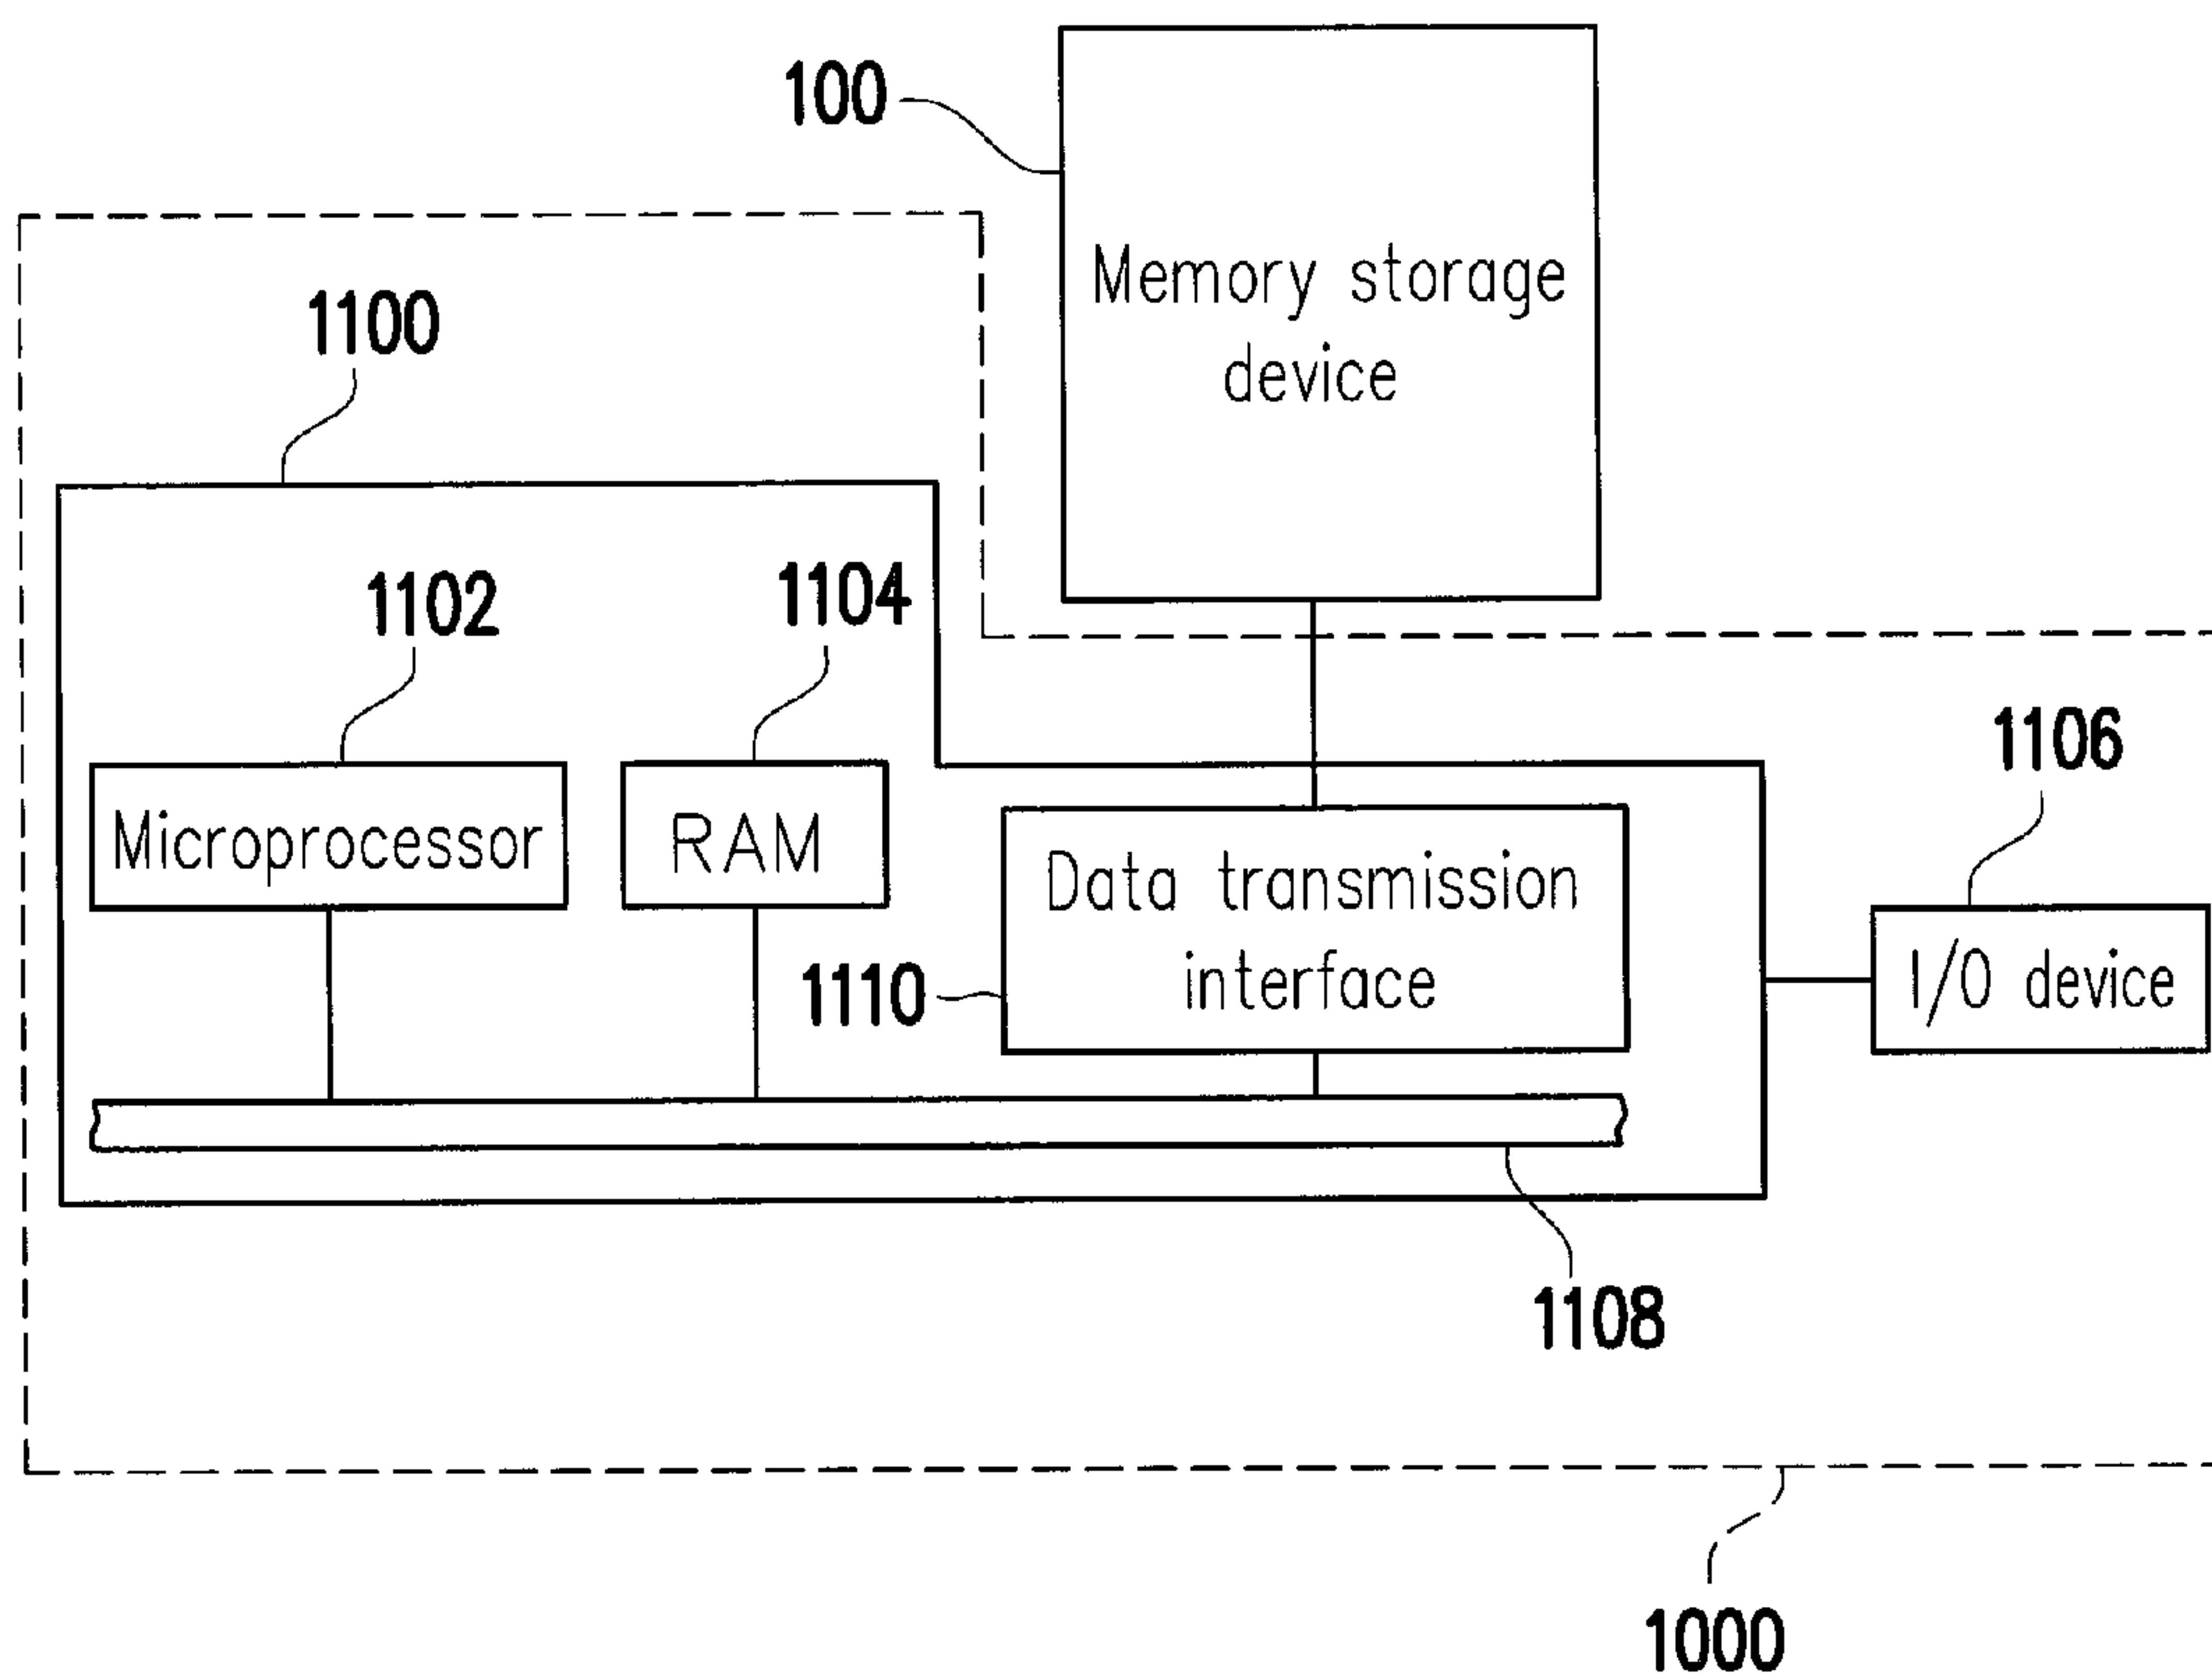 100
Memory storage
device
1100
1102
1104
1106
Microprocessor
RAM
Data transmission
interface
1110
I/O device
1108
1000